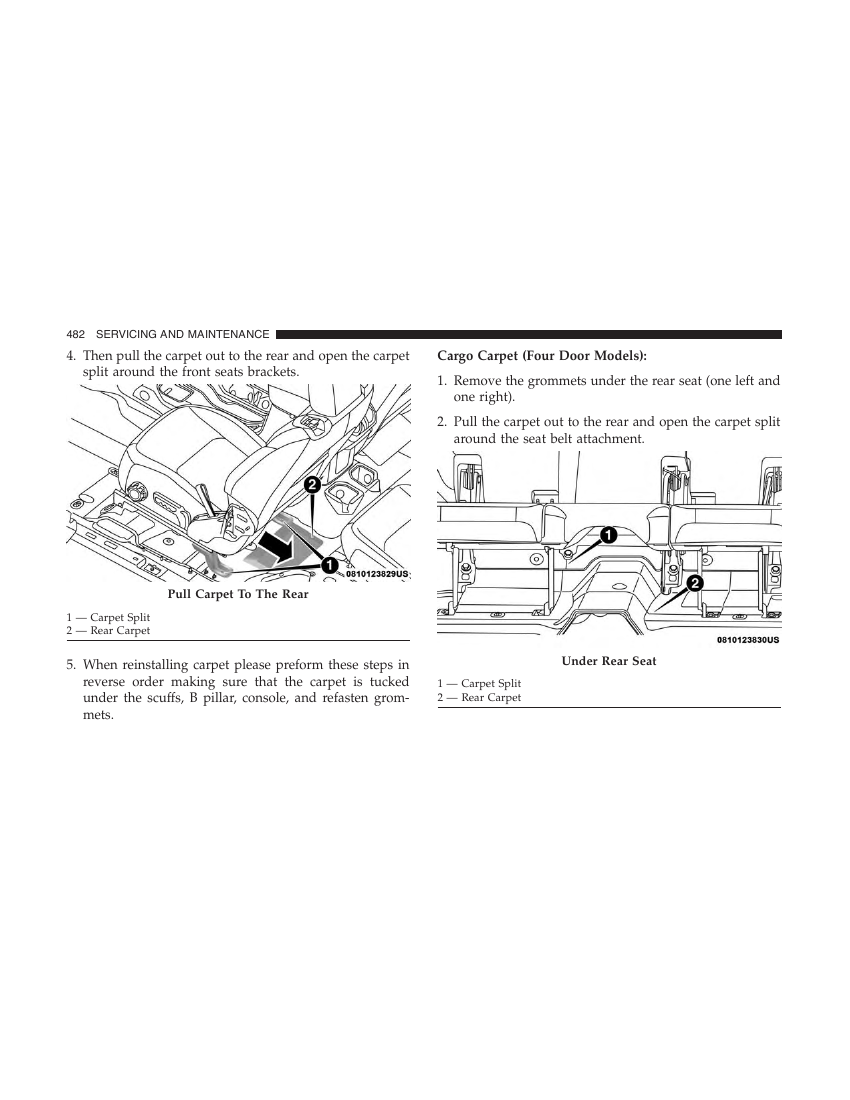 482 SERVICING AND MAINTENANCE
4. Then pull the carpet out to the rear and open the carpet
split around the front seats brackets.
2
1
0810123829US
Pull Carpet To The Rear
1 — Carpet Split
2 — Rear Carpet
5. When reinstalling carpet please preform these steps in
reverse order making sure that the carpet is tucked
under the scuffs, B pillar, console, and refasten grom-
mets.
Cargo Carpet (Four Door Models):
1. Remove the grommets under the rear seat (one left and
one right).
2. Pull the carpet out to the rear and open the carpet split
around the seat belt attachment.
1
2
0810123830US
Under Rear Seat
1 — Carpet Split
2 — Rear Carpet